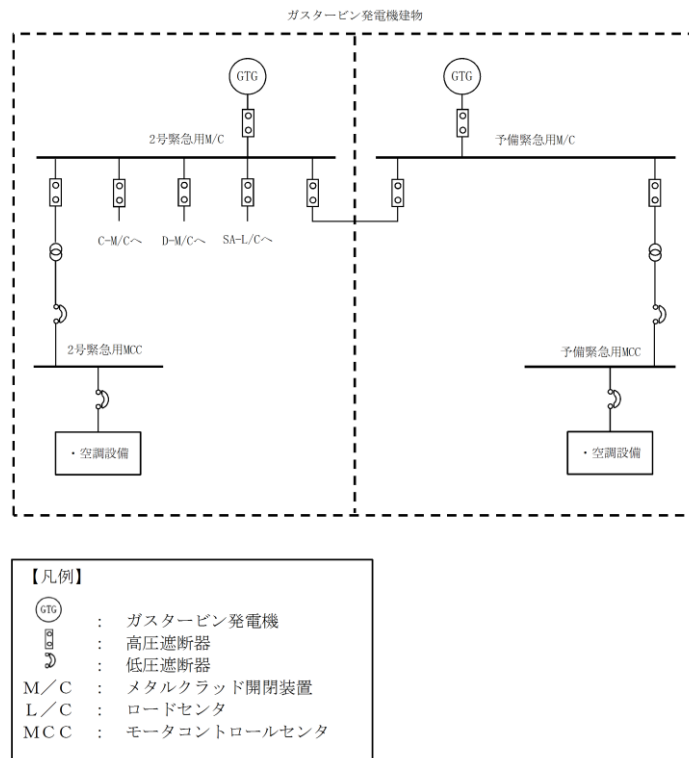 ガスタービン発電機建物
GTG
GTG
2号緊急用M/C
予備緊急用M/C
C-M/Cへ
D-M/Cへ
SA-L/Cへ
2号緊急用MCC
予備緊急用MCC
・空調設備
・空調設備
【凡例】
GTG : ガスタービン発電機
: 高圧遮断器
: 低圧遮断器
M/C : メタルクラッド開閉装置
L/C : ロードセンタ
MCC : モータコントロールセンタ